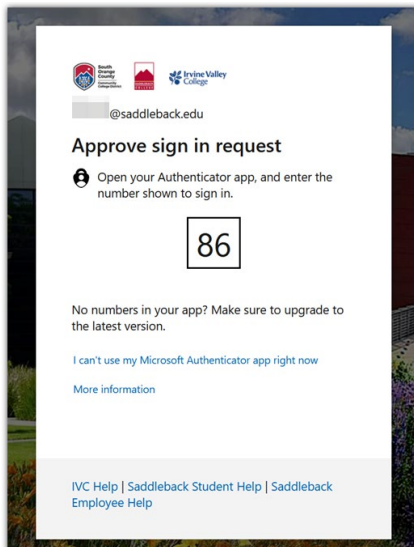 South
Orange
County
Community
College District
Irvine Valley
College
@saddleback.edu
Approve sign in request
Open your Authenticator app, and enter the
number shown to sign in.
86
No numbers in your app? Make sure to upgrade to
the latest version.
I can't use my Microsoft Authenticator app right now
More information
IVC Help | Saddleback Student Help | Saddleback
Employee Help